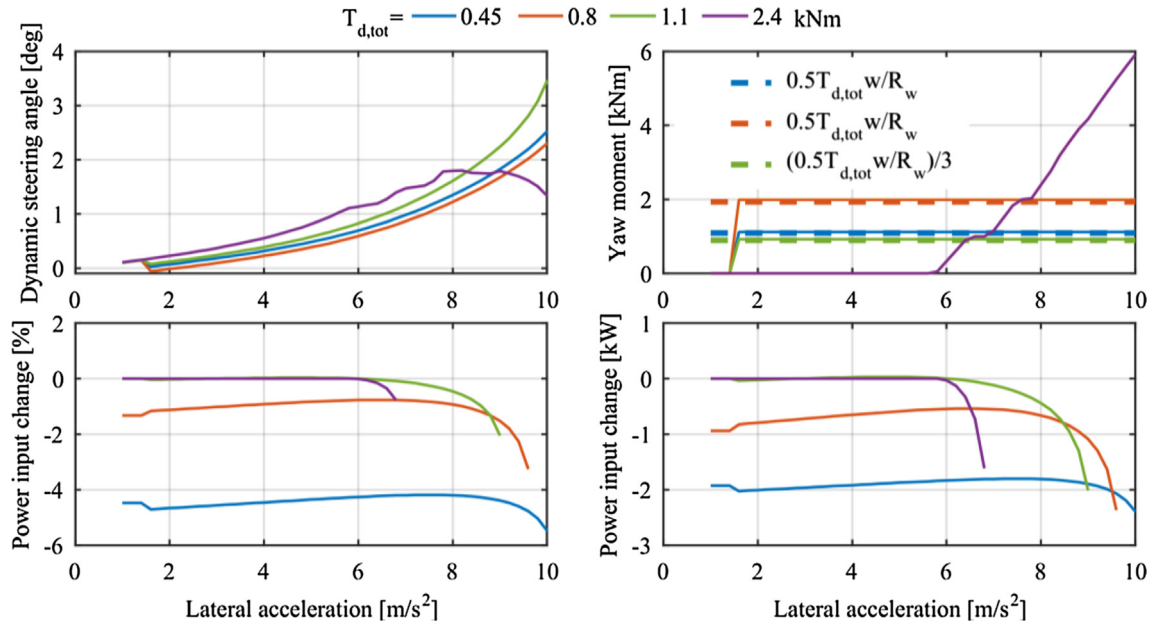 T_d,tot = 0.45 0.8 1.1 2.4 kNm
Dynamic steering angle [deg]
4
3
2
1
0
0 2 4 6 8 10
Yaw moment [kNm]
6
4
2
0
0.5T_d,tot w/R_w
0.5T_d,tot w/R_w
(0.5T_d,tot w/R_w)/3
0 2 4 6 8 10
Power input change [%]
2
0
-2
-4
-6
0 2 4 6 8 10
Lateral acceleration [m/s²]
Power input change [kW]
1
0
-1
-2
-3
0 2 4 6 8 10
Lateral acceleration [m/s²]